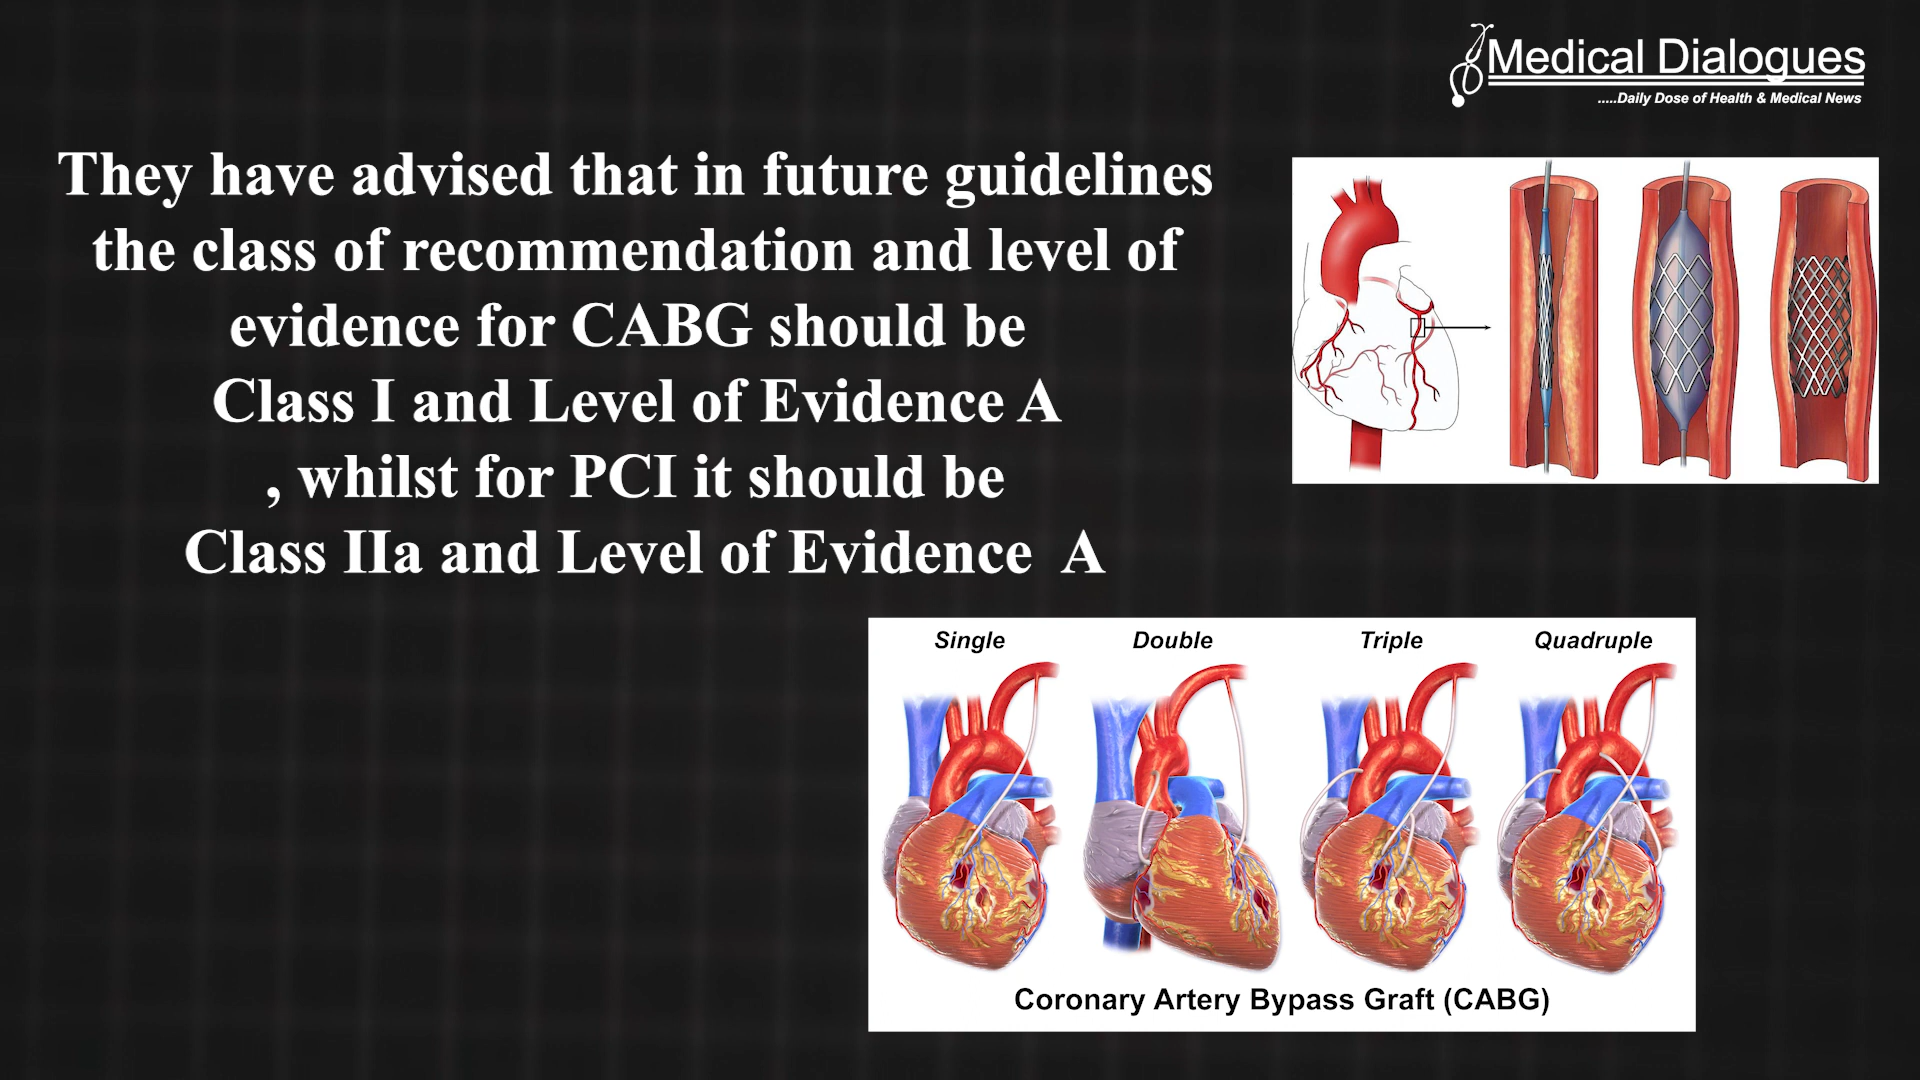 Medical Dialogues
.....Daily Dose of Health & Medical News
They have advised that in future guidelines
the class of recommendation and level of
evidence for CABG should be
Class I and Level of Evidence A
, whilst for PCI it should be
Class IIa and Level of Evidence  A
Single Double Triple Quadruple
Coronary Artery Bypass Graft (CABG)